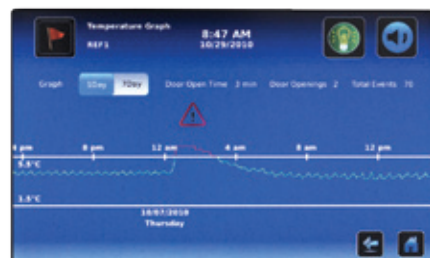 Temperature Graph
8:47 AM
REF1
10/29/2010
Graph 1Day 7Day Door Open Time 3 min Door Openings 2 Total Events 70
4 pm 8 pm 12 am 4 am 8 am 12 pm
5.5°C
1.5°C
10/07/2010
Thursday